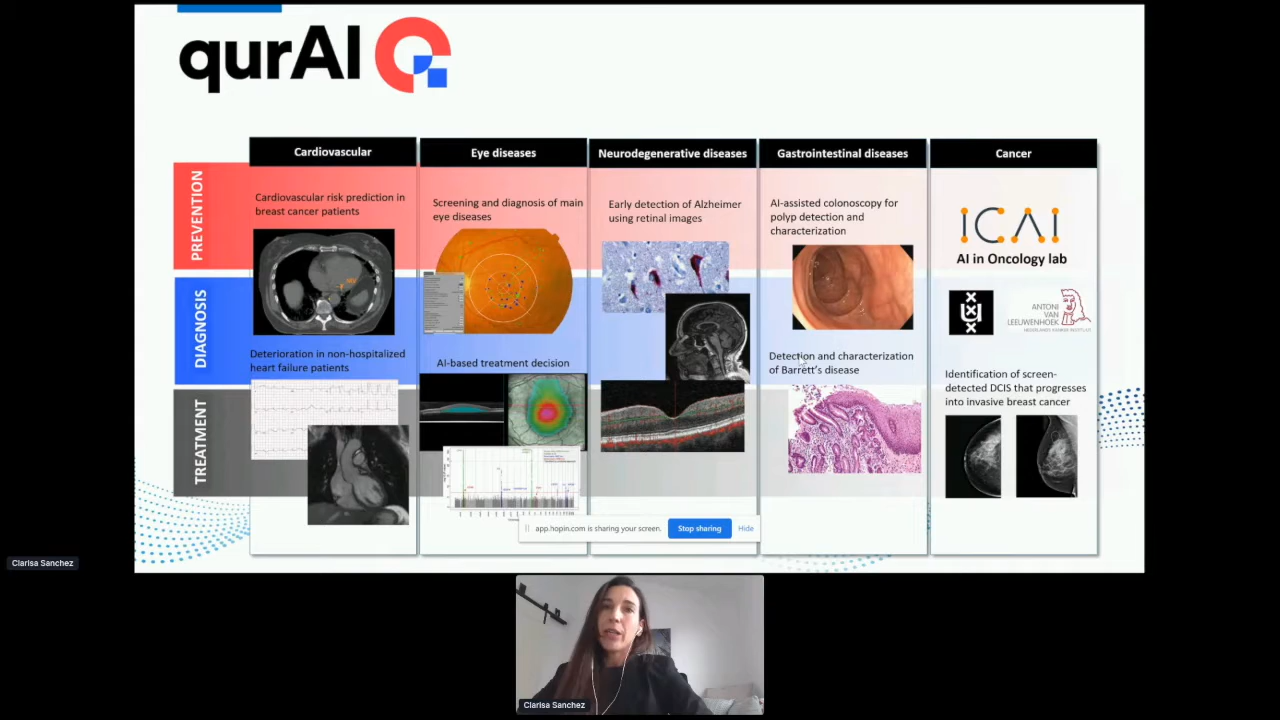 qurAI
Cardiovascular
Eye diseases
Neurodegenerative diseases
Gastrointestinal diseases
Cancer
PREVENTION
DIAGNOSIS
TREATMENT
Cardiovascular risk prediction in
breast cancer patients
Deterioration in non-hospitalized
heart failure patients
Screening and diagnosis of main
eye diseases
AI-based treatment decision
Early detection of Alzheimer
using retinal images
AI-assisted colonoscopy for
polyp detection and
characterization
Detection and characterization
of Barrett's disease
ICAI
AI in Oncology lab
ANTONI
VAN
LEEUWENHOEK
Identification of screen-
detected DCIS that progresses
into invasive breast cancer
app.hopin.com is sharing your screen.
Stop sharing
Hide
Clarisa Sanchez
Clarisa Sanchez